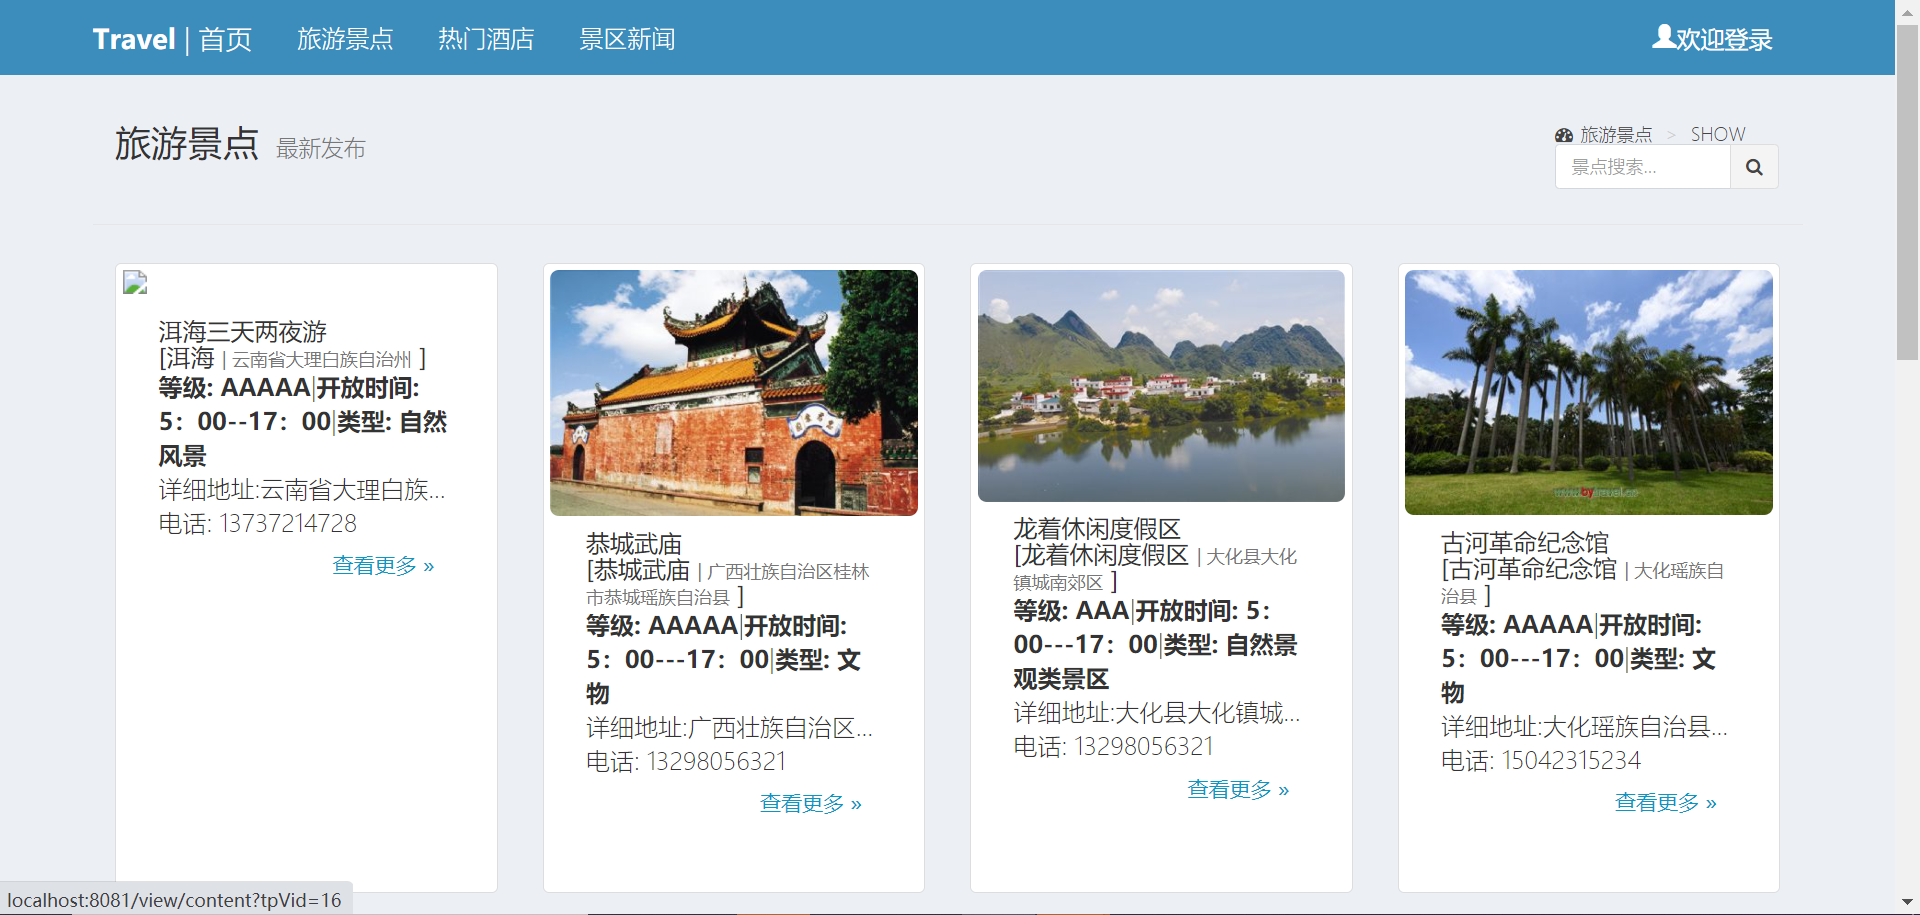 Travel | 首页 旅游景点 热门酒店 景区新闻 欢迎登录
旅游景点 最新发布
旅游景点 > SHOW
景点搜索...
洱海三天两夜游
[洱海 | 云南省大理白族自治州 ]
等级: AAAAA|开放时间:
5：00--17：00|类型: 自然
风景
详细地址:云南省大理白族...
电话: 13737214728
查看更多 »
恭城武庙
[恭城武庙 | 广西壮族自治区桂林
市恭城瑶族自治县 ]
等级: AAAAA|开放时间:
5：00---17：00|类型: 文
物
详细地址:广西壮族自治区...
电话: 13298056321
查看更多 »
龙着休闲度假区
[龙着休闲度假区 | 大化县大化
镇城南郊区 ]
等级: AAA|开放时间: 5：
00---17：00|类型: 自然景
观类景区
详细地址:大化县大化镇城...
电话: 13298056321
查看更多 »
古河革命纪念馆
[古河革命纪念馆 | 大化瑶族自
治县 ]
等级: AAAAA|开放时间:
5：00---17：00|类型: 文
物
详细地址:大化瑶族自治县...
电话: 15042315234
查看更多 »
localhost:8081/view/content?tpVid=16